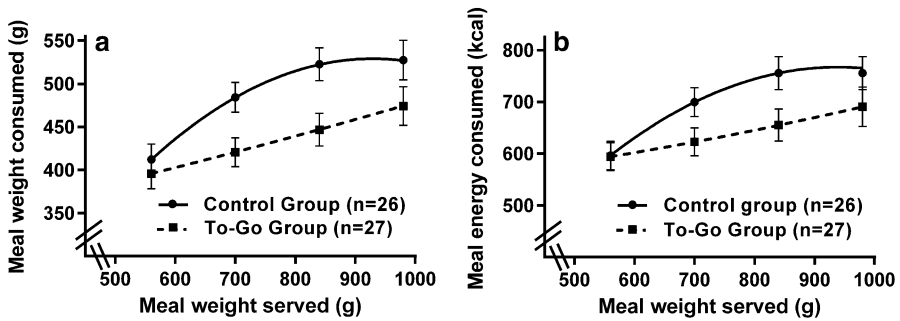 a
Meal weight consumed (g)
550
500
450
400
350
Control Group (n=26)
To-Go Group (n=27)
500 600 700 800 900 1000
Meal weight served (g)
b
Meal energy consumed (kcal)
800
700
600
500
Control group (n=26)
To-Go Group (n=27)
500 600 700 800 900 1000
Meal weight served (g)